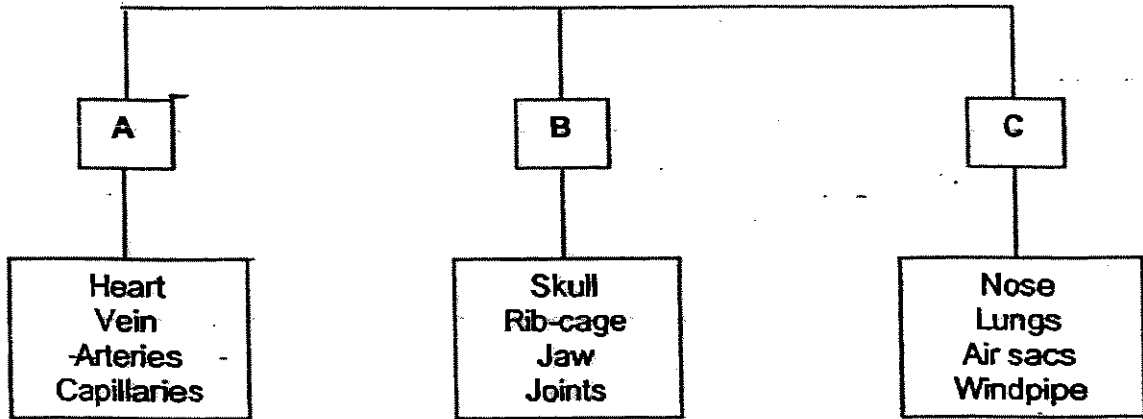 A
B
C
Heart
Vein
Arteries
Capillaries
Skull
Rib-cage
Jaw
Joints
Nose
Lungs
Air sacs
Windpipe